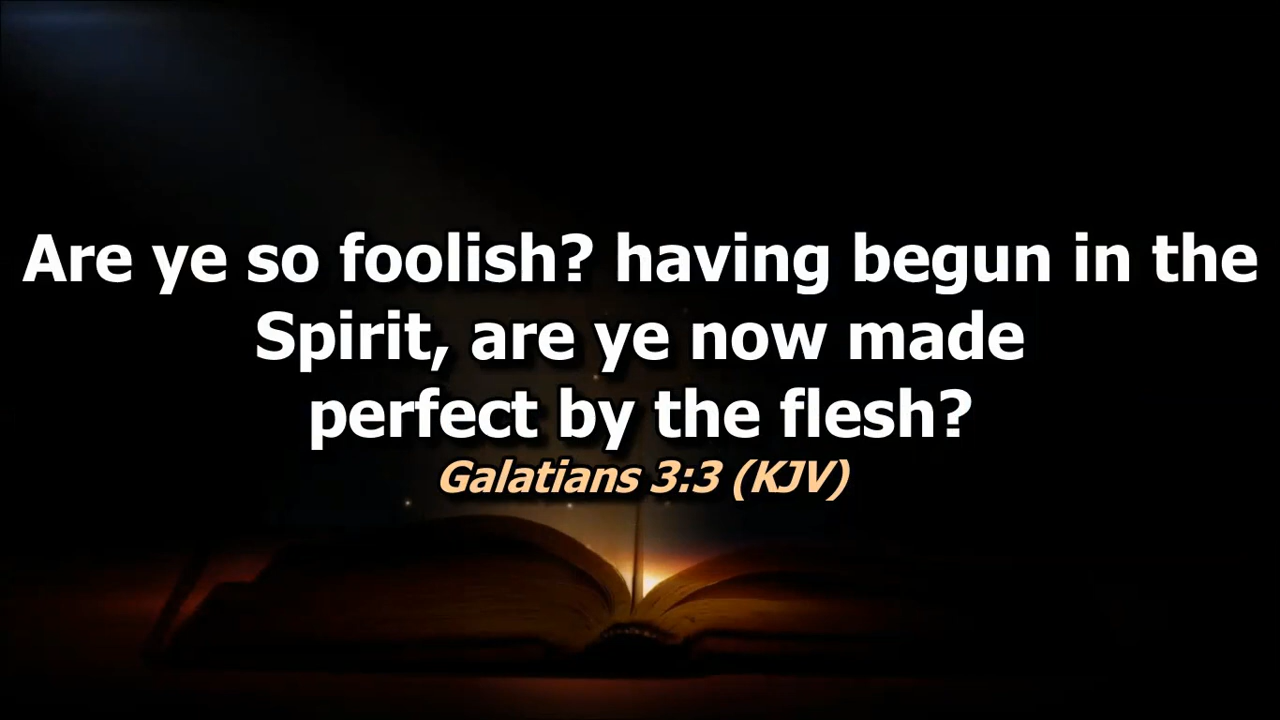 Are ye so foolish? having begun in the
Spirit, are ye now made
perfect by the flesh?
Galatians 3:3 (KJV)